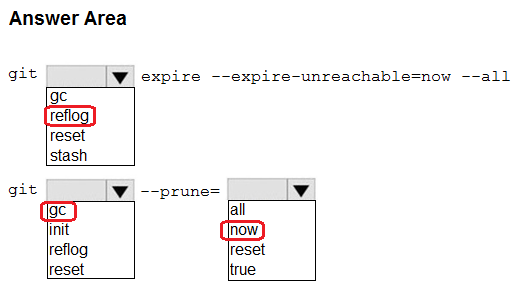 Answer Area
git expire --expire-unreachable=now --all
gc
reflog
reset
stash
git --prune=
gc
init
reflog
reset
all
now
reset
true